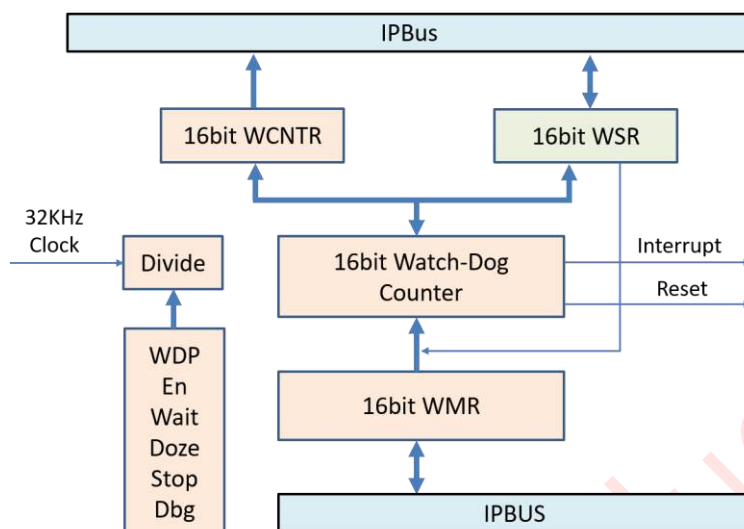 IPBus
16bit WCNTR
16bit WSR
32KHz
Clock
Divide
16bit Watch-Dog
Counter
Interrupt
Reset
WDP
En
Wait
Doze
Stop
Dbg
16bit WMR
IPBUS